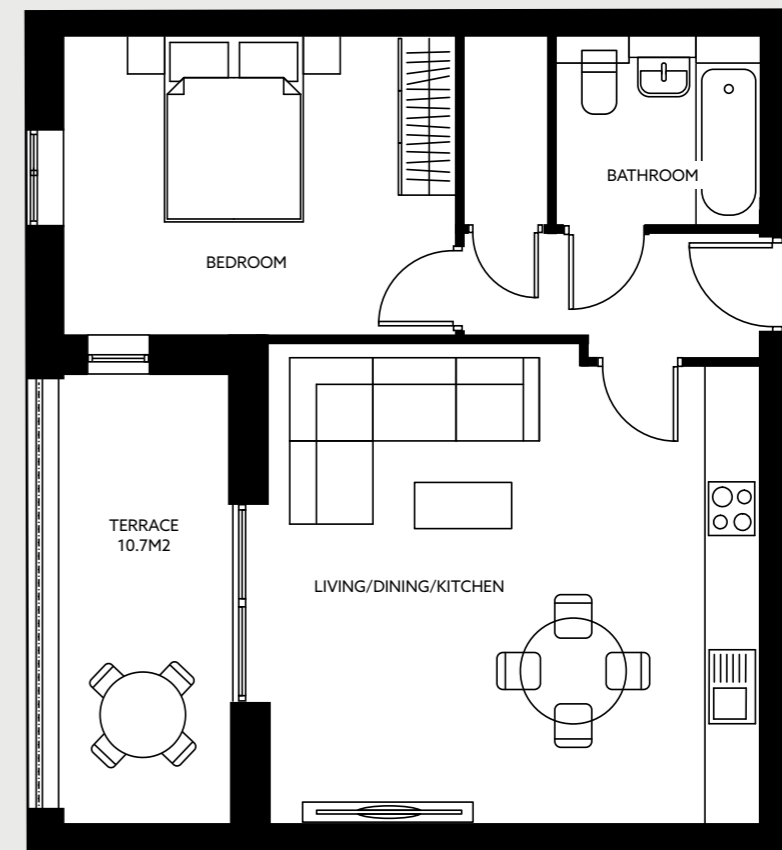 BATHROOM
BEDROOM
TERRACE
10.7M2
LIVING/DINING/KITCHEN